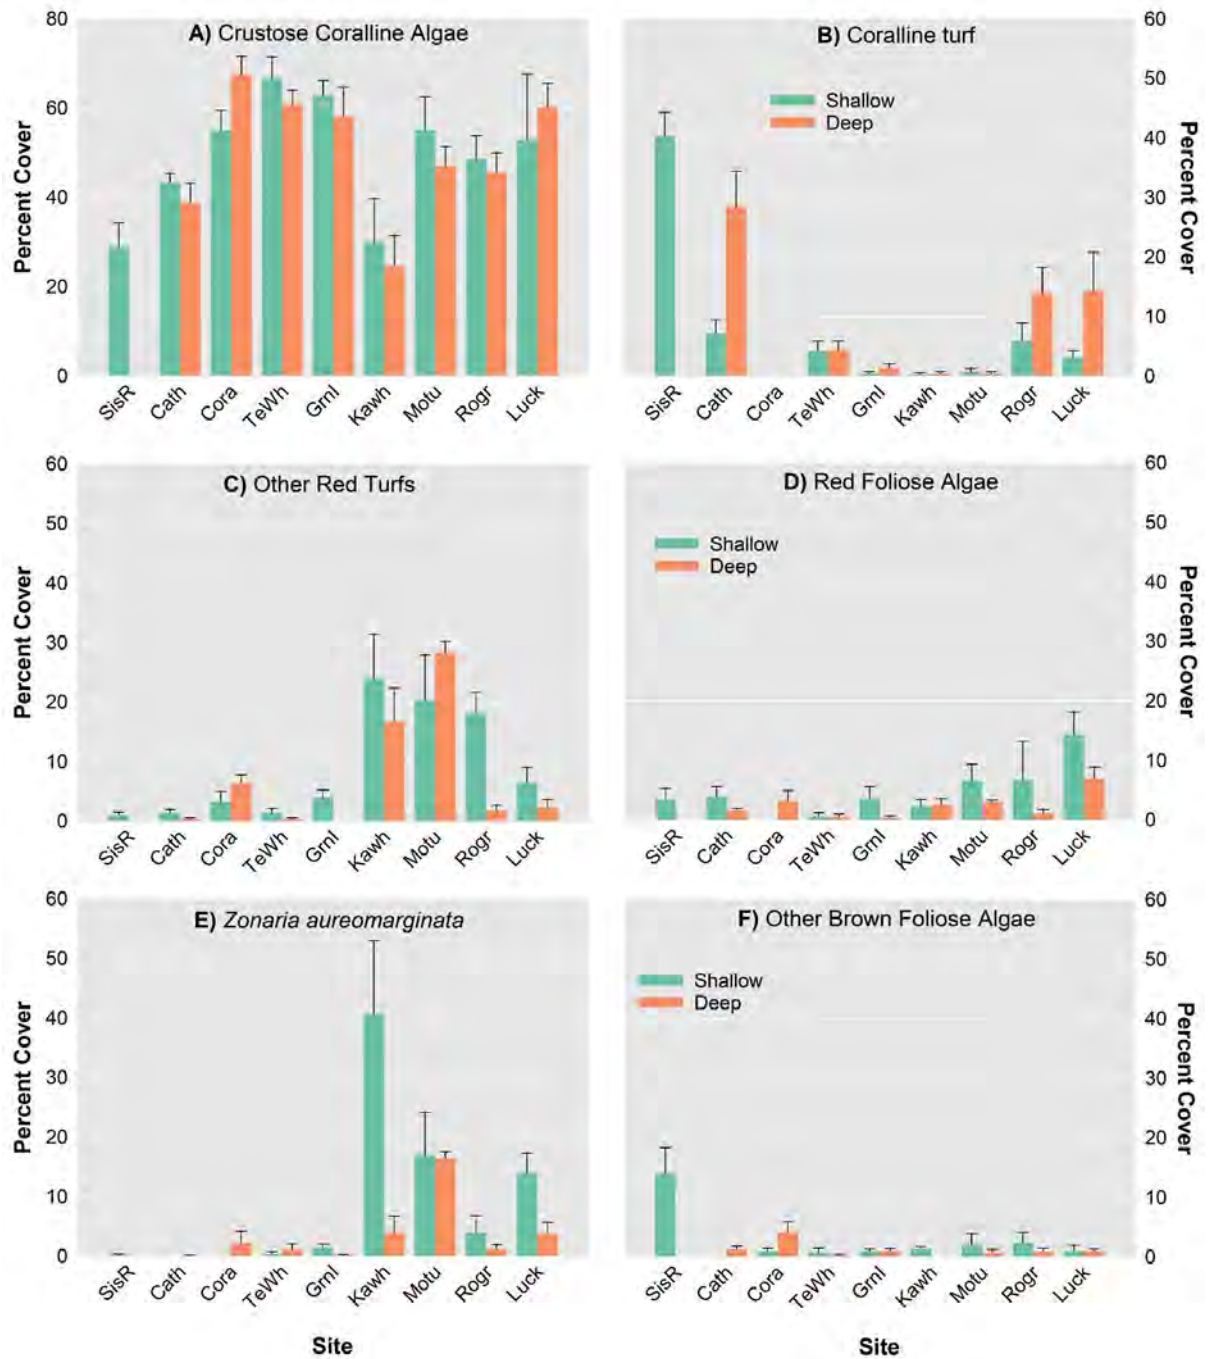 A) Crustose Coralline Algae
Percent Cover
80
60
40
20
0
SisR
Cath
Cora
TeWh
Grnl
Kawh
Motu
Rogr
Luck
B) Coralline turf
Shallow
Deep
60
50
40
30
20
10
0
Percent Cover
SisR
Cath
Cora
TeWh
Grnl
Kawh
Motu
Rogr
Luck
C) Other Red Turfs
Percent Cover
60
50
40
30
20
10
0
SisR
Cath
Cora
TeWh
Grnl
Kawh
Motu
Rogr
Luck
D) Red Foliose Algae
Shallow
Deep
60
50
40
30
20
10
0
Percent Cover
SisR
Cath
Cora
TeWh
Grnl
Kawh
Motu
Rogr
Luck
E) Zonaria aureomarginata
Percent Cover
60
50
40
30
20
10
0
SisR
Cath
Cora
TeWh
Grnl
Kawh
Motu
Rogr
Luck
Site
F) Other Brown Foliose Algae
Shallow
Deep
60
50
40
30
20
10
0
Percent Cover
SisR
Cath
Cora
TeWh
Grnl
Kawh
Motu
Rogr
Luck
Site